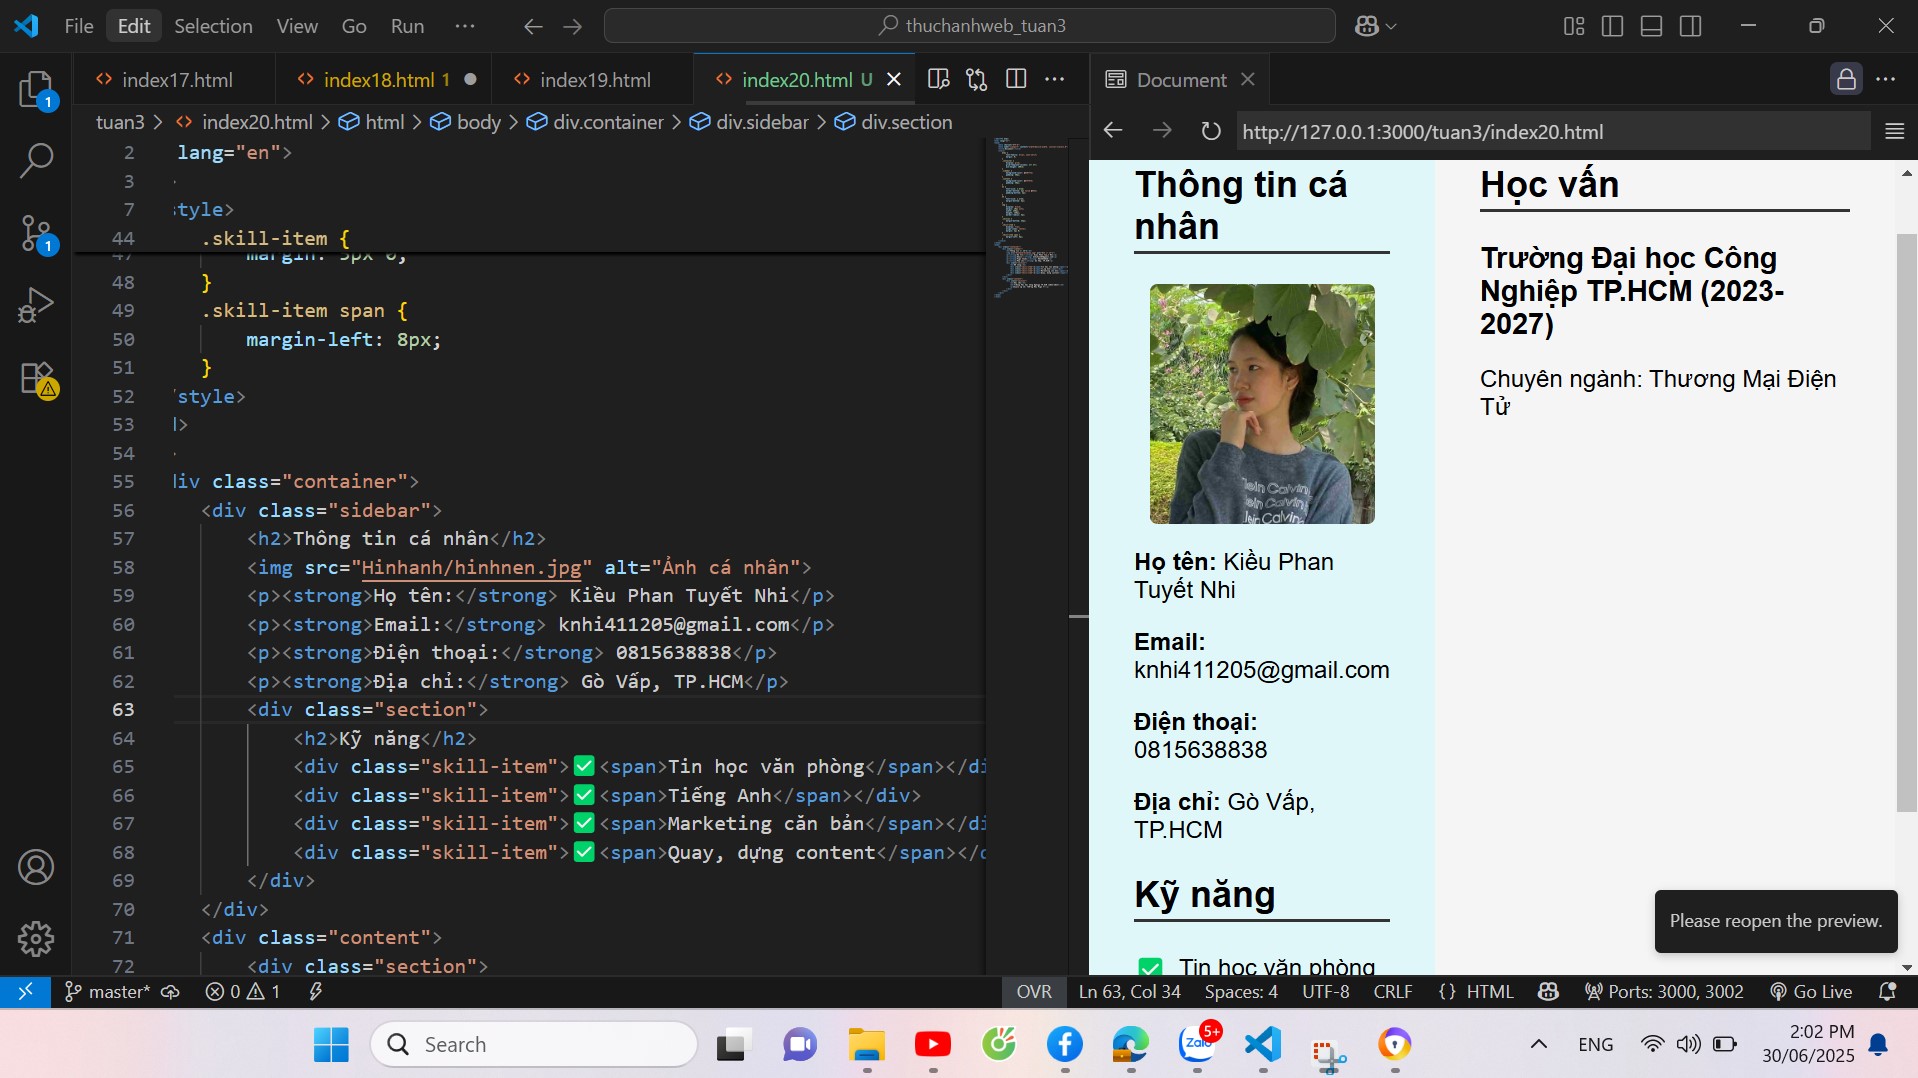 File Edit Selection View Go Run ···
thuchanhweb_tuan3
index17.html
index18.html 1
index19.html
index20.html U
Document
tuan3 > index20.html > html > body > div.container > div.sidebar > div.section
http://127.0.0.1:3000/tuan3/index20.html
2 lang="en">
3
7 style>
44 .skill-item {
48 }
49 .skill-item span {
50 margin-left: 8px;
51 }
52 /style>
53 >
54
55 div class="container">
56 <div class="sidebar">
57 <h2>Thông tin cá nhân</h2>
58 <img src="Hinhanh/hinhnen.jpg" alt="Ảnh cá nhân">
59 <p><strong>Họ tên:</strong> Kiều Phan Tuyết Nhi</p>
60 <p><strong>Email:</strong> knhi411205@gmail.com</p>
61 <p><strong>Điện thoại:</strong> 0815638838</p>
62 <p><strong>Địa chỉ:</strong> Gò Vấp, TP.HCM</p>
63 <div class="section">
64 <h2>Kỹ năng</h2>
65 <div class="skill-item">✅<span>Tin học văn phòng</span></di
66 <div class="skill-item">✅<span>Tiếng Anh</span></div>
67 <div class="skill-item">✅<span>Marketing căn bản</span></di
68 <div class="skill-item">✅<span>Quay, dựng content</span></d
69 </div>
70 </div>
71 <div class="content">
72 <div class="section">
Thông tin cá
nhân
Klein Calvin
Klein Calvin
Klein Calvin
Họ tên: Kiều Phan
Tuyết Nhi
Email:
knhi411205@gmail.com
Điện thoại:
0815638838
Địa chỉ: Gò Vấp,
TP.HCM
Kỹ năng
✅ Tin học văn phòng
Học vấn
Trường Đại học Công
Nghiệp TP.HCM (2023-
2027)
Chuyên ngành: Thương Mại Điện
Tử
Please reopen the preview.
master* 0 1
OVR Ln 63, Col 34 Spaces: 4 UTF-8 CRLF {} HTML Ports: 3000, 3002 Go Live
Search
Zalo
5+
ENG
2:02 PM
30/06/2025